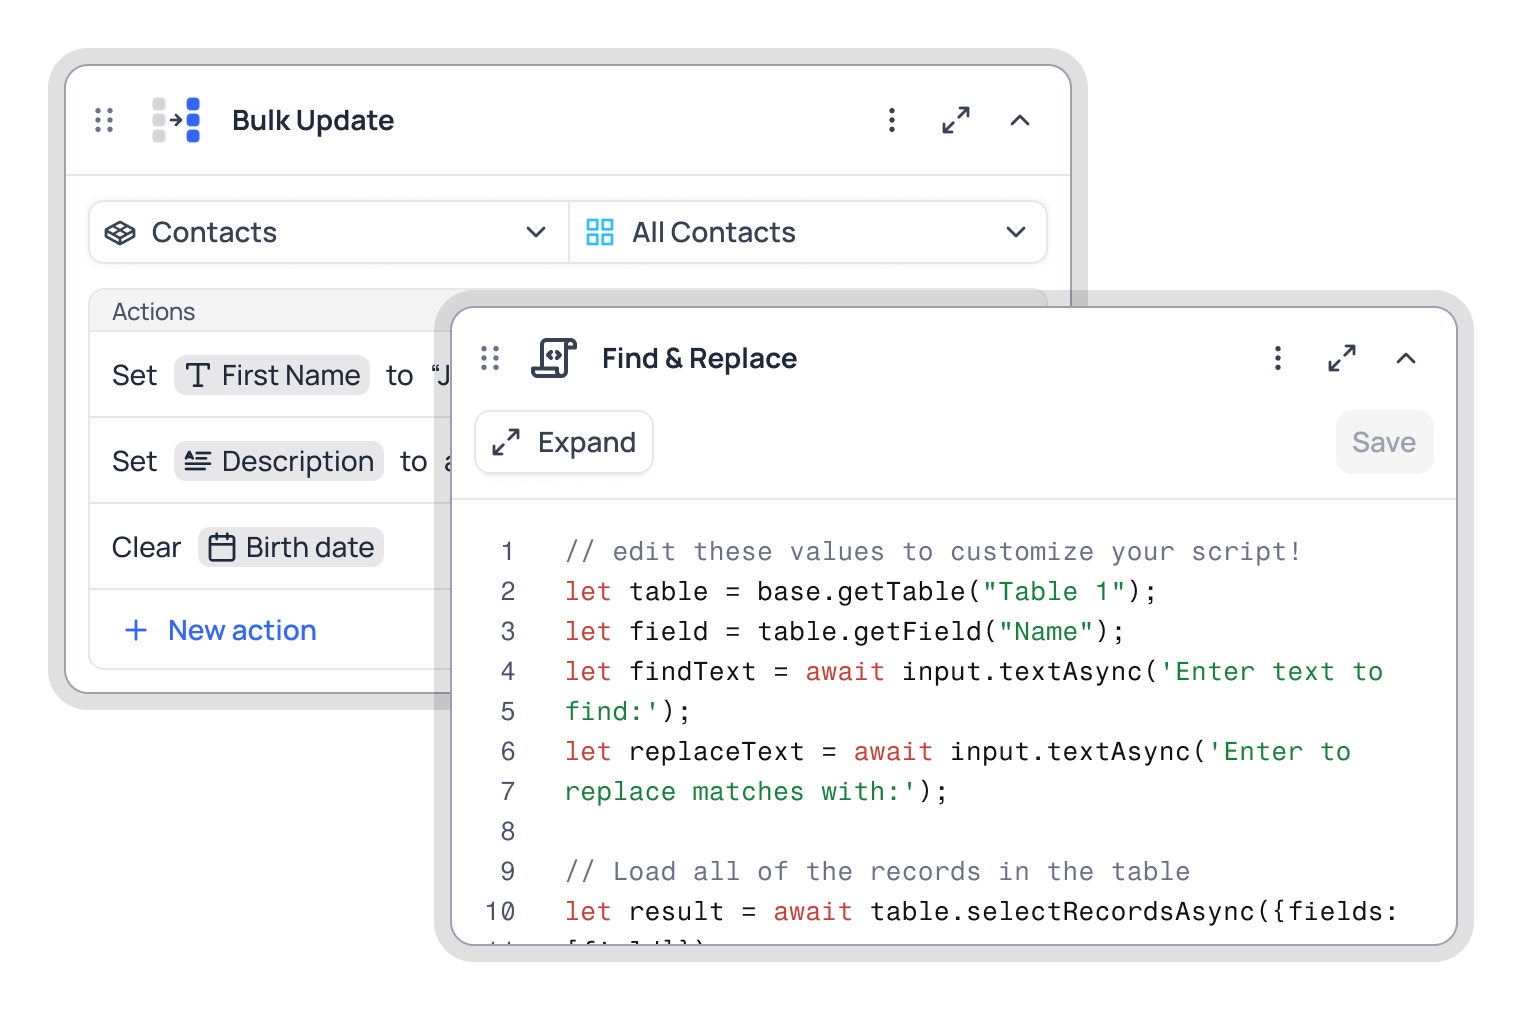 Bulk Update
Contacts
All Contacts
Actions
Set First Name to “J
Set Description to
Clear Birth date
+ New action
Find & Replace
Expand
Save
1 // edit these values to customize your script!
2 let table = base.getTable("Table 1");
3 let field = table.getField("Name");
4 let findText = await input.textAsync('Enter text to
5 find:');
6 let replaceText = await input.textAsync('Enter to
7 replace matches with:');
8
9 // Load all of the records in the table
10 let result = await table.selectRecordsAsync({fields: